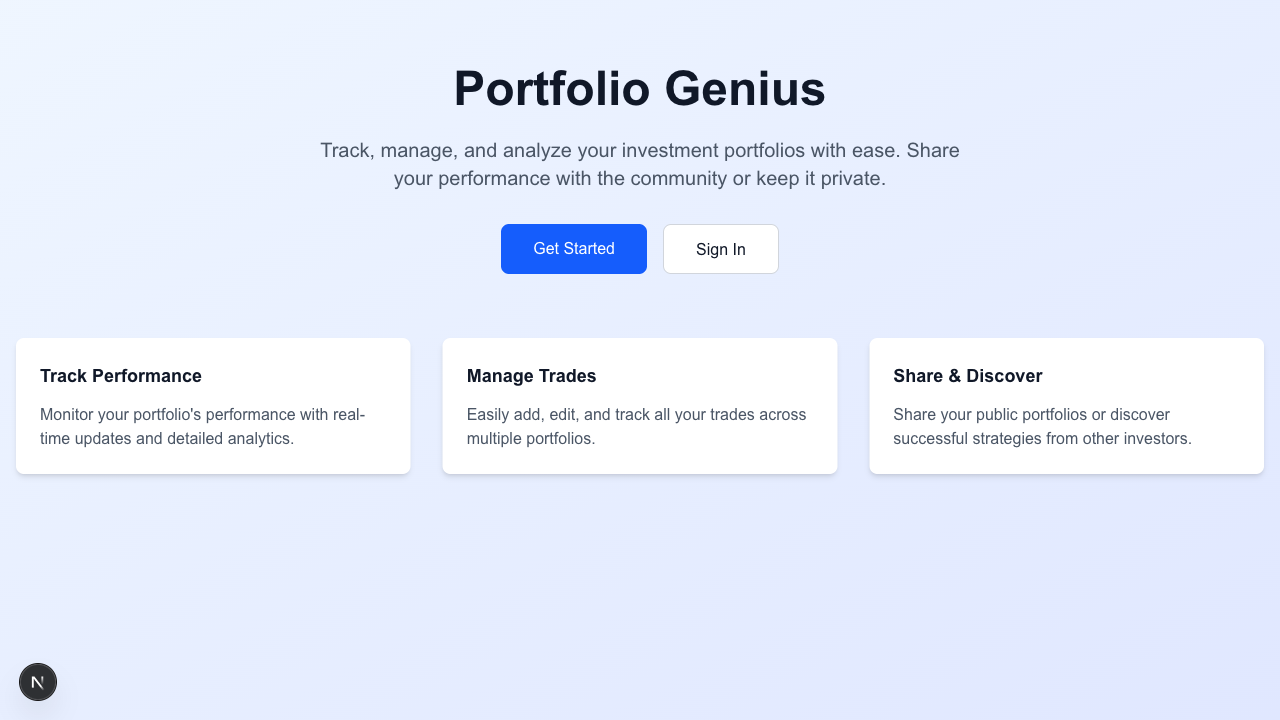 Portfolio Genius
Track, manage, and analyze your investment portfolios with ease. Share
your performance with the community or keep it private.
Get Started
Sign In
Track Performance
Monitor your portfolio's performance with real-
time updates and detailed analytics.
Manage Trades
Easily add, edit, and track all your trades across
multiple portfolios.
Share & Discover
Share your public portfolios or discover
successful strategies from other investors.
N